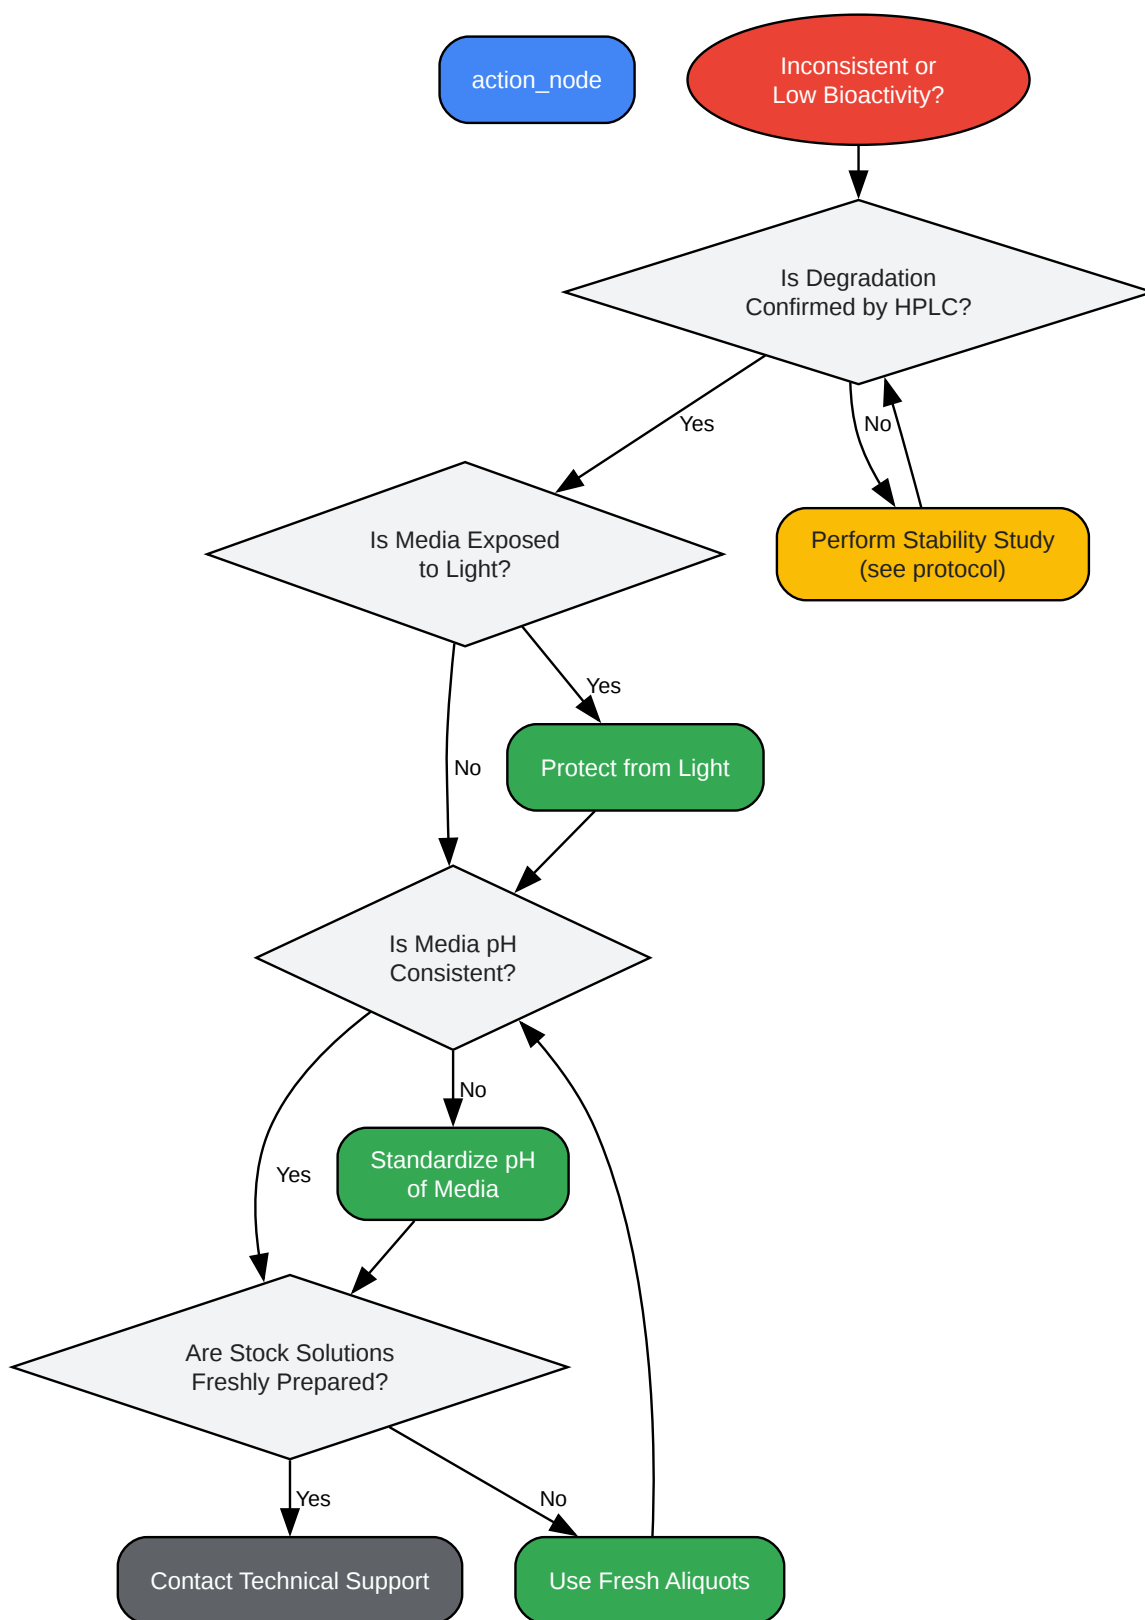 action_node
Inconsistent or
Low Bioactivity?
Is Degradation
Confirmed by HPLC?
Yes
No
Is Media Exposed
to Light?
Perform Stability Study
(see protocol)
Yes
No
Protect from Light
Is Media pH
Consistent?
No
Yes
Standardize pH
of Media
Are Stock Solutions
Freshly Prepared?
Yes
No
Contact Technical Support
Use Fresh Aliquots